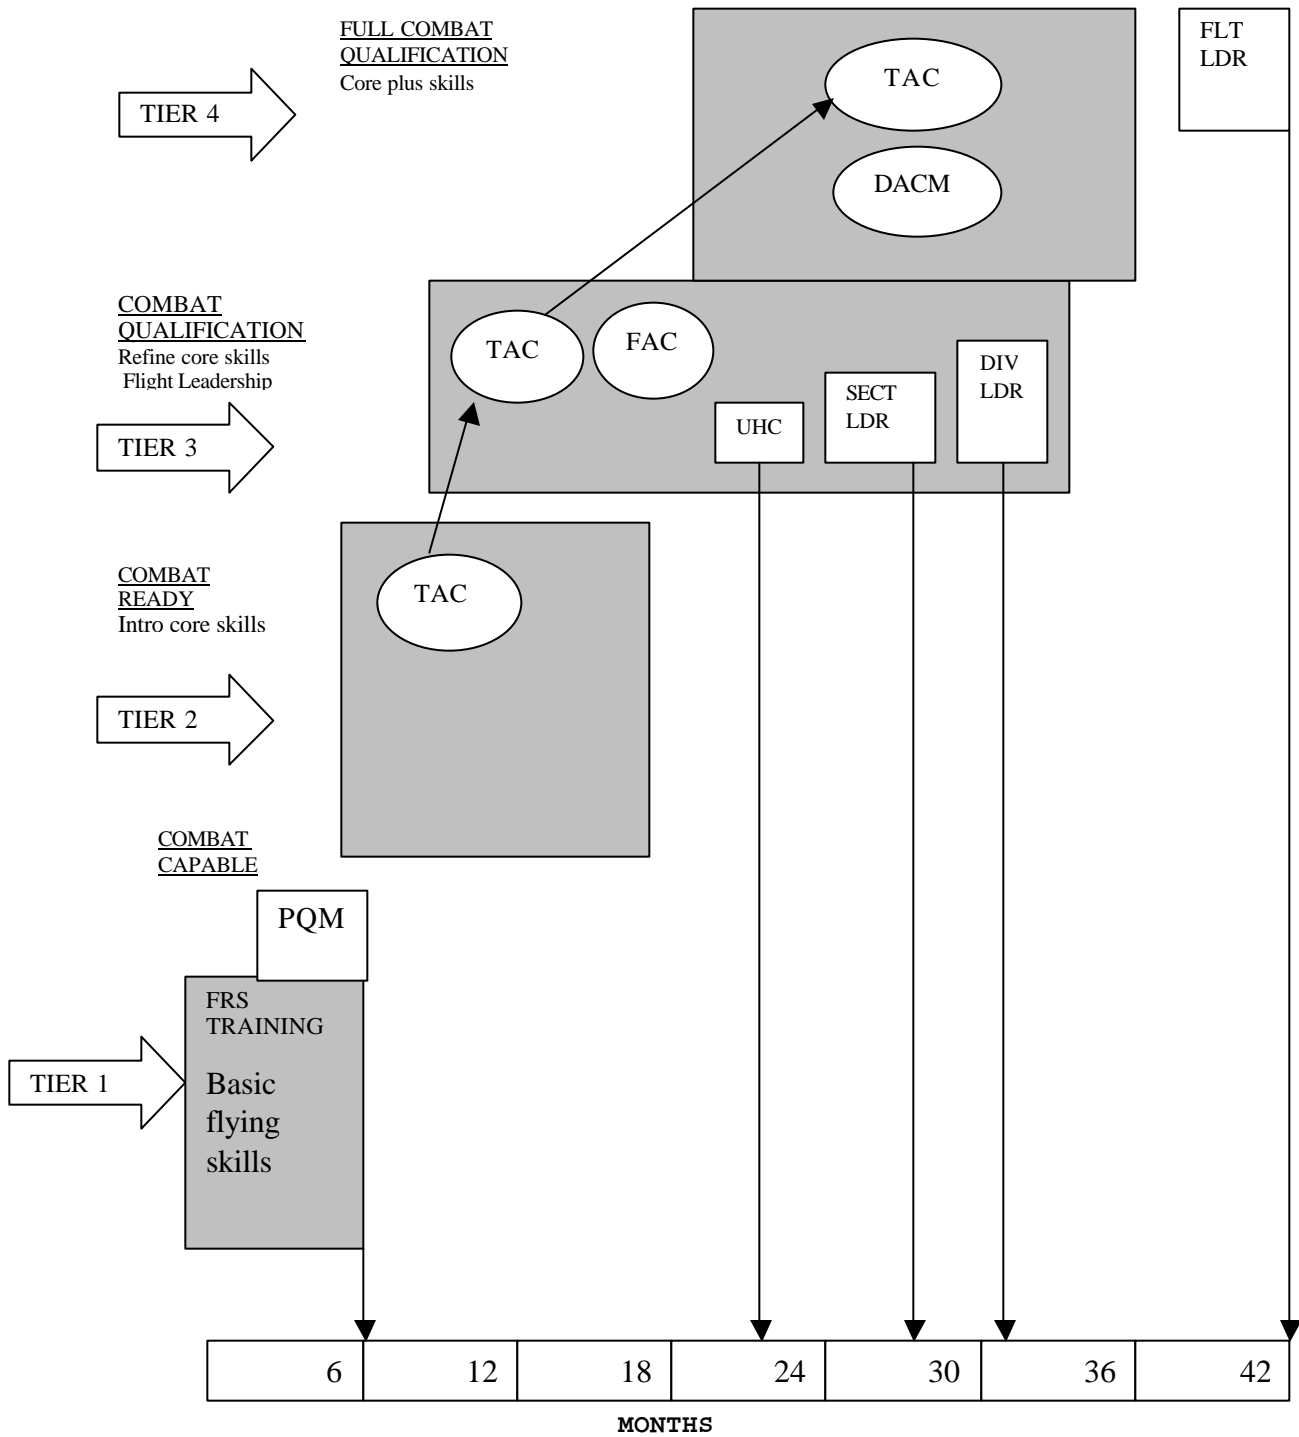 FULL COMBAT
QUALIFICATION
Core plus skills
FLT
LDR
TAC
TIER 4
DACM
COMBAT
QUALIFICATION
Refine core skills
Flight Leadership
TAC
FAC
DIV
LDR
SECT
LDR
UHC
TIER 3
COMBAT
READY
Intro core skills
TAC
TIER 2
COMBAT
CAPABLE
PQM
FRS
TRAINING
Basic
flying
skills
TIER 1
6 12 18 24 30 36 42
MONTHS